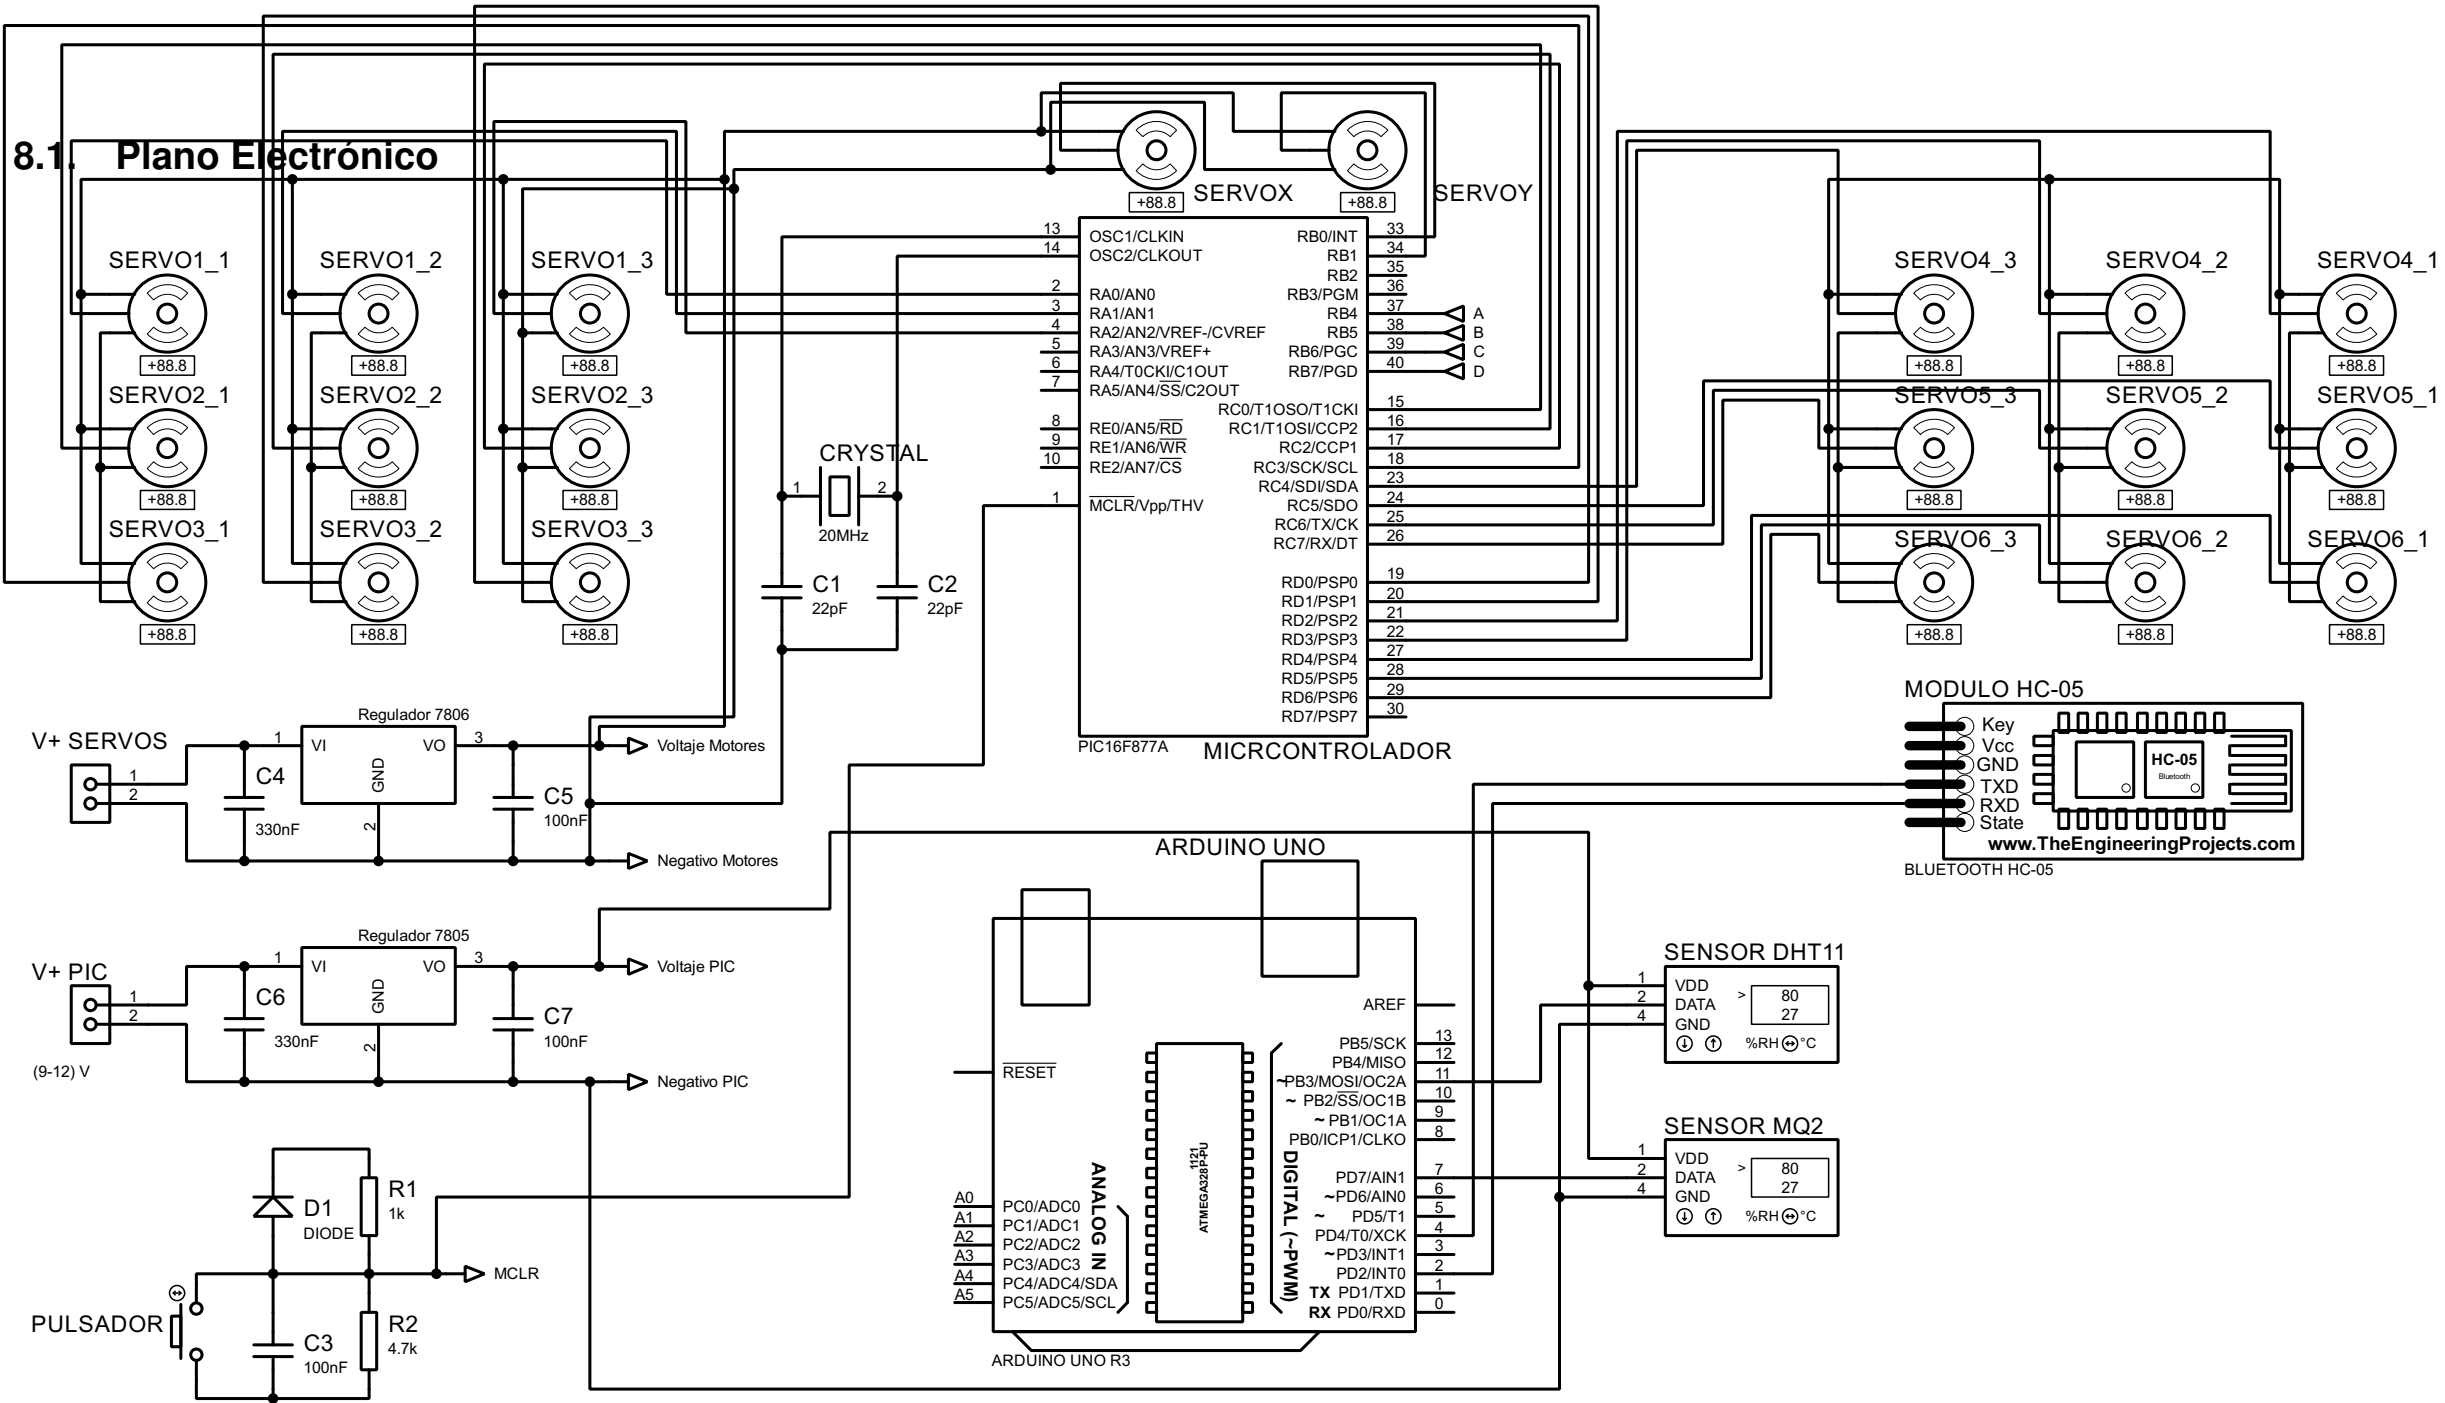 8.1. Plano Electrónico
SERVOX
+88.8
SERVOY
+88.8
SERVO1_1
+88.8
SERVO1_2
+88.8
SERVO1_3
+88.8
SERVO2_1
+88.8
SERVO2_2
+88.8
SERVO2_3
+88.8
SERVO3_1
+88.8
SERVO3_2
+88.8
SERVO3_3
+88.8
SERVO4_3
+88.8
SERVO4_2
+88.8
SERVO4_1
+88.8
SERVO5_3
+88.8
SERVO5_2
+88.8
SERVO5_1
+88.8
SERVO6_3
+88.8
SERVO6_2
+88.8
SERVO6_1
+88.8
13 OSC1/CLKIN
14 OSC2/CLKOUT
2 RA0/AN0
3 RA1/AN1
4 RA2/AN2/VREF-/CVREF
5 RA3/AN3/VREF+
6 RA4/T0CKI/C1OUT
7 RA5/AN4/SS/C2OUT
8 RE0/AN5/RD
9 RE1/AN6/WR
10 RE2/AN7/CS
1 MCLR/Vpp/THV
RB0/INT 33
RB1 34
RB2 35
RB3/PGM 36
RB4 37 A
RB5 38 B
RB6/PGC 39 C
RB7/PGD 40 D
RC0/T1OSO/T1CKI 15
RC1/T1OSI/CCP2 16
RC2/CCP1 17
RC3/SCK/SCL 18
RC4/SDI/SDA 23
RC5/SDO 24
RC6/TX/CK 25
RC7/RX/DT 26
RD0/PSP0 19
RD1/PSP1 20
RD2/PSP2 21
RD3/PSP3 22
RD4/PSP4 27
RD5/PSP5 28
RD6/PSP6 29
RD7/PSP7 30
PIC16F877A
MICRCONTROLADOR
CRYSTAL
1 2
20MHz
C1
22pF
C2
22pF
V+ SERVOS
1
2
C4
330nF
Regulador 7806
1 VI VO 3
GND
2
C5
100nF
Voltaje Motores
Negativo Motores
V+ PIC
1
2
(9-12) V
C6
330nF
Regulador 7805
1 VI VO 3
GND
2
C7
100nF
Voltaje PIC
Negativo PIC
D1
DIODE
R1
1k
MCLR
PULSADOR
C3
100nF
R2
4.7k
ARDUINO UNO
AREF
RESET
PB5/SCK 13
PB4/MISO 12
~PB3/MOSI/OC2A 11
~ PB2/SS/OC1B 10
~ PB1/OC1A 9
PB0/ICP1/CLKO 8
PD7/AIN1 7
~PD6/AIN0 6
~ PD5/T1 5
PD4/T0/XCK 4
~PD3/INT1 3
PD2/INT0 2
TX PD1/TXD 1
RX PD0/RXD 0
A0 PC0/ADC0
A1 PC1/ADC1
A2 PC2/ADC2
A3 PC3/ADC3
A4 PC4/ADC4/SDA
A5 PC5/ADC5/SCL
ANALOG IN
1121
ATMEGA328P-PU
DIGITAL (~PWM)
ARDUINO UNO R3
MODULO HC-05
Key
Vcc
GND
TXD
RXD
State
HC-05
Bluetooth
www.TheEngineeringProjects.com
BLUETOOTH HC-05
SENSOR DHT11
1 VDD
2 DATA
4 GND
> 80
27
%RH °C
SENSOR MQ2
1 VDD
2 DATA
4 GND
> 80
27
%RH °C